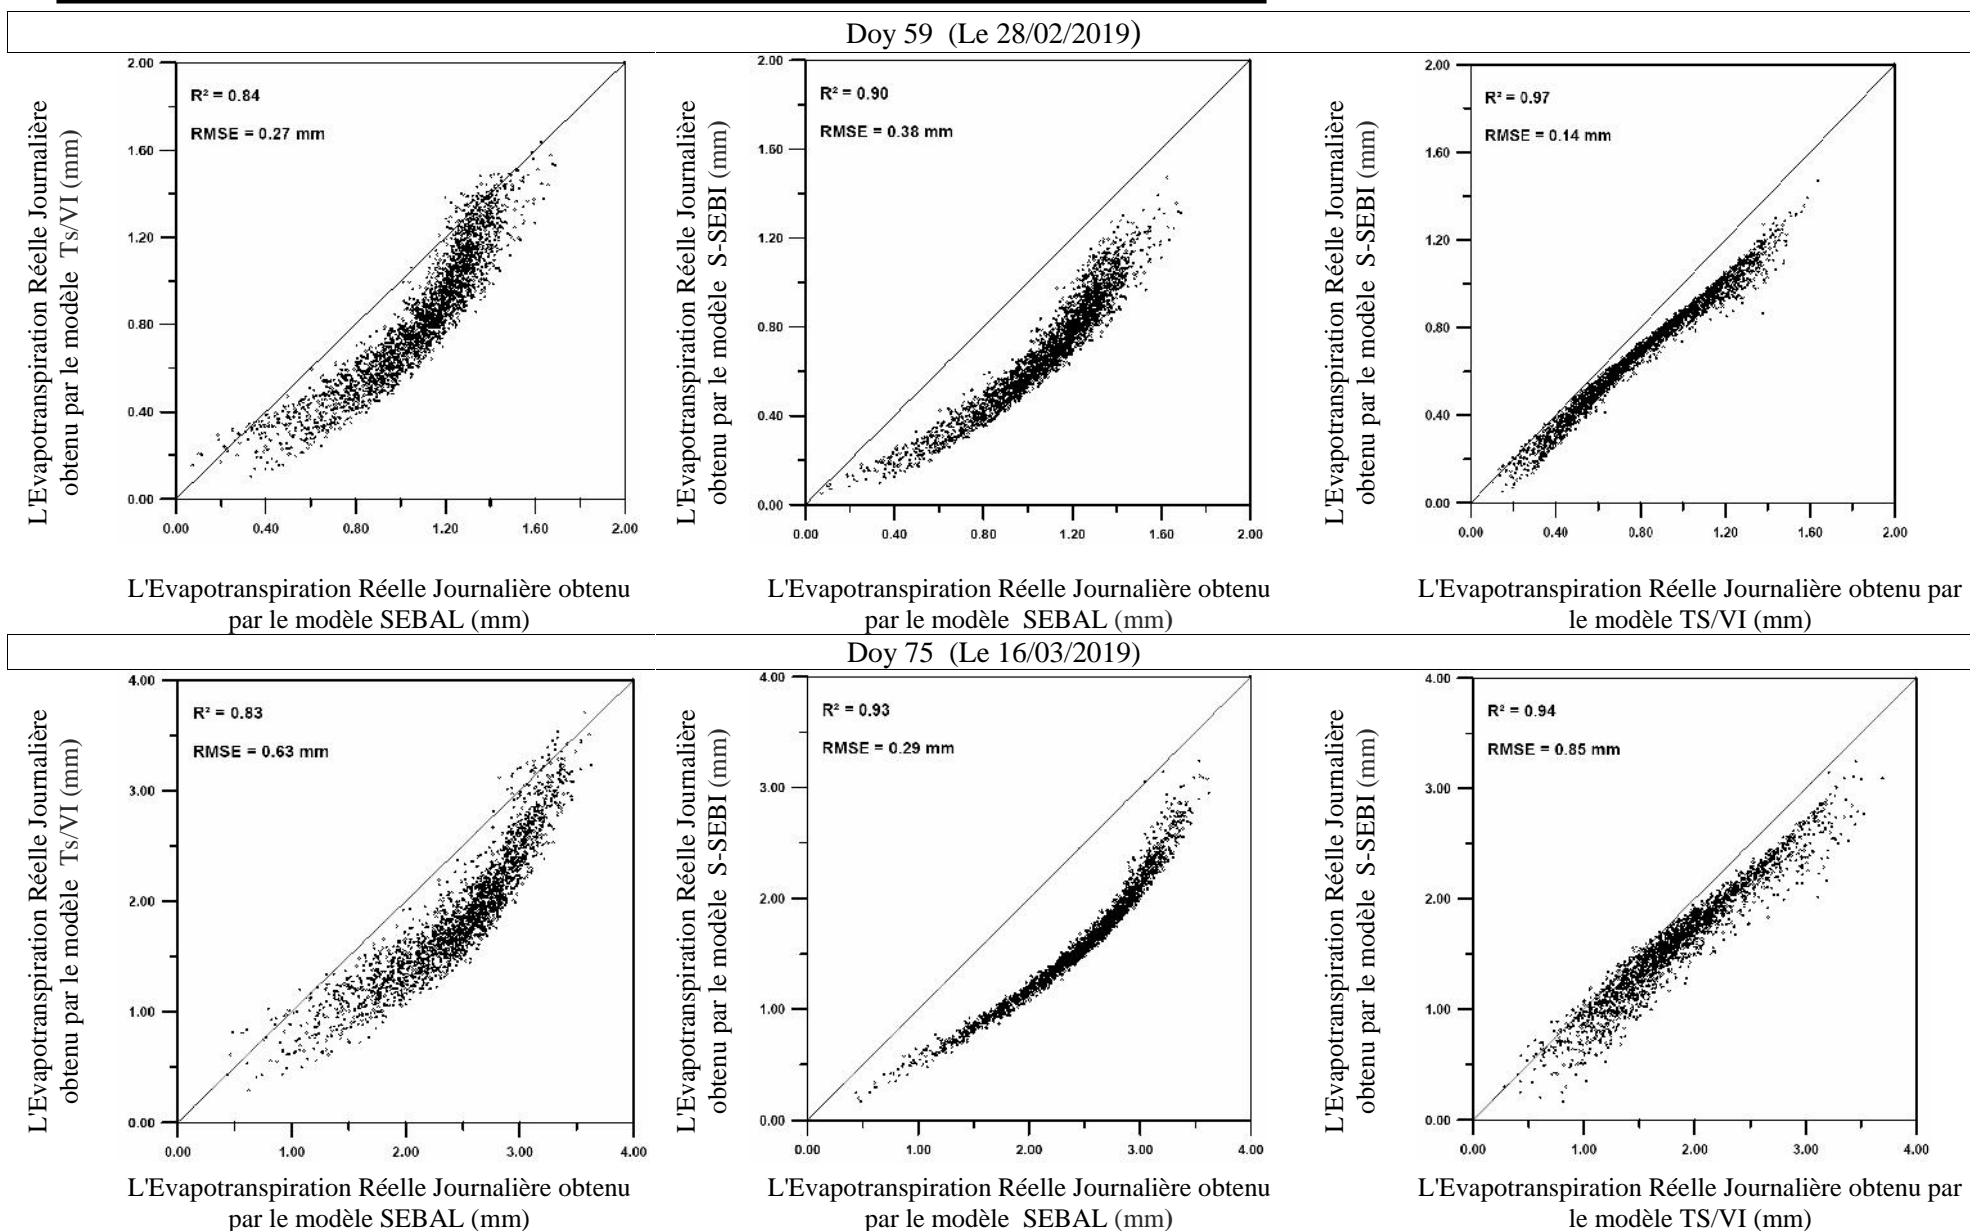 Doy 59 (Le 28/02/2019)
L'Evapotranspiration Réelle Journalière
obtenu par le modèle Ts/VI (mm)
2.00
1.60
1.20
0.80
0.40
0.00
R² = 0.84
RMSE = 0.27 mm
0.00 0.40 0.80 1.20 1.60 2.00
L'Evapotranspiration Réelle Journalière obtenu
par le modèle SEBAL (mm)
L'Evapotranspiration Réelle Journalière
obtenu par le modèle S-SEBI (mm)
2.00
1.60
1.20
0.80
0.40
0.00
R² = 0.90
RMSE = 0.38 mm
0.00 0.40 0.80 1.20 1.60 2.00
L'Evapotranspiration Réelle Journalière obtenu
par le modèle SEBAL (mm)
L'Evapotranspiration Réelle Journalière
obtenu par le modèle S-SEBI (mm)
2.00
1.60
1.20
0.80
0.40
0.00
R² = 0.97
RMSE = 0.14 mm
0.00 0.40 0.80 1.20 1.60 2.00
L'Evapotranspiration Réelle Journalière obtenu par
le modèle TS/VI (mm)
Doy 75 (Le 16/03/2019)
L'Evapotranspiration Réelle Journalière
obtenu par le modèle Ts/VI (mm)
4.00
3.00
2.00
1.00
0.00
R² = 0.83
RMSE = 0.63 mm
0.00 1.00 2.00 3.00 4.00
L'Evapotranspiration Réelle Journalière obtenu
par le modèle SEBAL (mm)
L'Evapotranspiration Réelle Journalière
obtenu par le modèle S-SEBI (mm)
4.00
3.00
2.00
1.00
0.00
R² = 0.93
RMSE = 0.29 mm
0.00 1.00 2.00 3.00 4.00
L'Evapotranspiration Réelle Journalière obtenu
par le modèle SEBAL (mm)
L'Evapotranspiration Réelle Journalière
obtenu par le modèle S-SEBI (mm)
4.00
3.00
2.00
1.00
0.00
R² = 0.94
RMSE = 0.85 mm
0.00 1.00 2.00 3.00 4.00
L'Evapotranspiration Réelle Journalière obtenu par
le modèle TS/VI (mm)